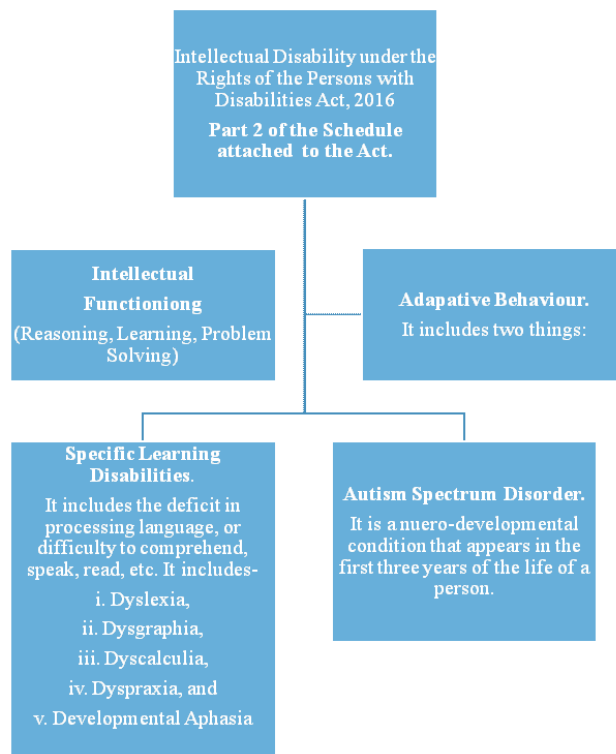 Intellectual Disability under the
Rights of the Persons with
Disabilities Act, 2016
Part 2 of the Schedule
attached to the Act.
Intellectual
Functioniong
(Reasoning, Learning, Problem
Solving)
Adapative Behaviour.
It includes two things:
Specific Learning
Disabilities.
It includes the deficit in
processing language, or
difficulty to comprehend,
speak, read, etc. It includes-
i. Dyslexia,
ii. Dysgraphia,
iii. Dyscalculia,
iv. Dyspraxia, and
v. Developmental Aphasia
Autism Spectrum Disorder.
It is a nuero-developmental
condition that appears in the
first three years of the life of a
person.